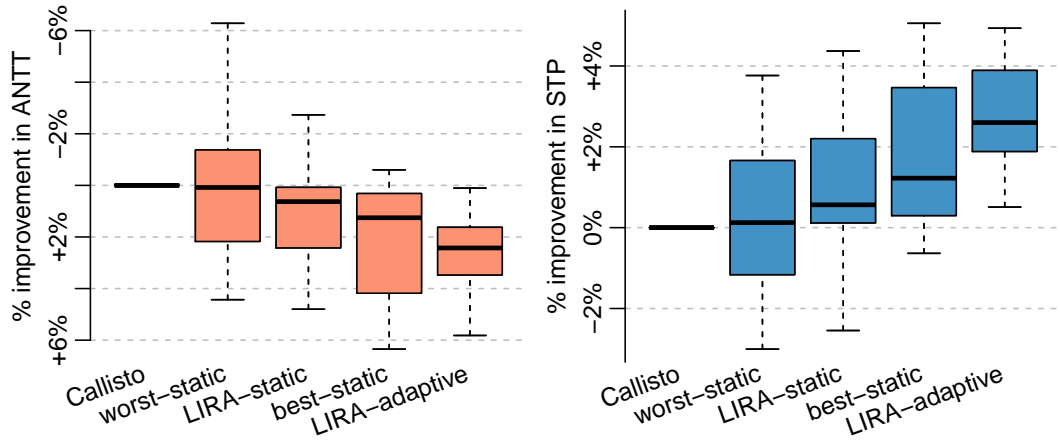 % improvement in ANTT
−6%
−2%
+2%
+6%
Callisto
worst−static
LIRA−static
best−static
LIRA−adaptive
% improvement in STP
+4%
+2%
0%
−2%
Callisto
worst−static
LIRA−static
best−static
LIRA−adaptive